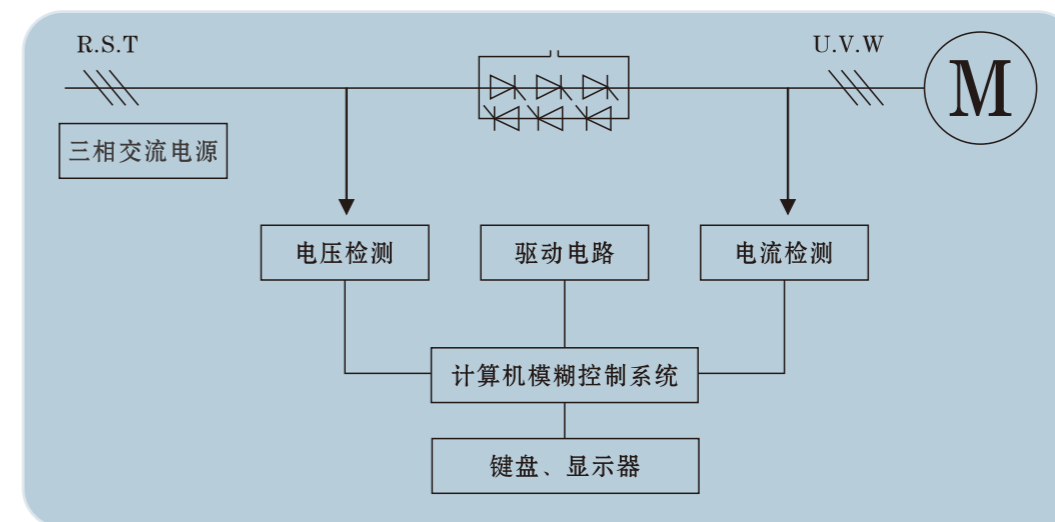 R.S.T
U.V.W
M
三相交流电源
电压检测
驱动电路
电流检测
计算机模糊控制系统
键盘、显示器